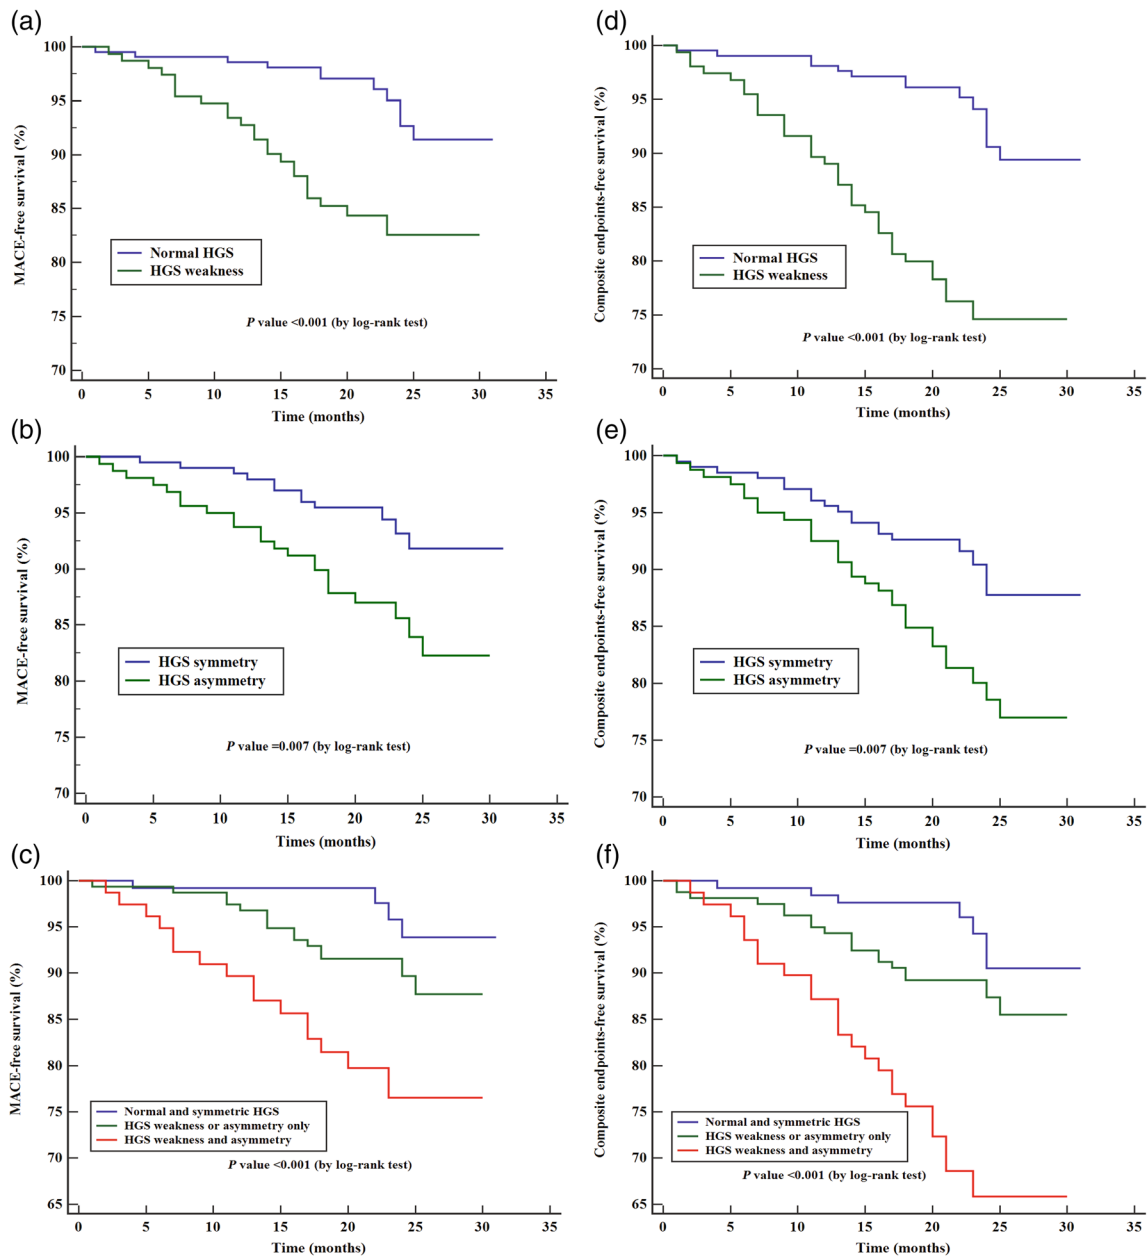 (a)
MACE-free survival (%)
100
95
90
85
80
75
70
Normal HGS
HGS weakness
P value <0.001 (by log-rank test)
0 5 10 15 20 25 30 35
Time (months)
(d)
Composite endpoints-free survival (%)
100
95
90
85
80
75
70
Normal HGS
HGS weakness
P value <0.001 (by log-rank test)
0 5 10 15 20 25 30 35
Time (months)
(b)
MACE-free survival (%)
100
95
90
85
80
75
70
HGS symmetry
HGS asymmetry
P value =0.007 (by log-rank test)
0 5 10 15 20 25 30 35
Times (months)
(e)
Composite endpoints-free survival (%)
100
95
90
85
80
75
70
HGS symmetry
HGS asymmetry
P value =0.007 (by log-rank test)
0 5 10 15 20 25 30 35
Time (months)
(c)
MACE-free survival (%)
100
95
90
85
80
75
70
65
Normal and symmetric HGS
HGS weakness or asymmetry only
HGS weakness and asymmetry
P value <0.001 (by log-rank test)
0 5 10 15 20 25 30 35
Time (months)
(f)
Composite endpoints-free survival (%)
100
95
90
85
80
75
70
65
Normal and symmetric HGS
HGS weakness or asymmetry only
HGS weakness and asymmetry
P value <0.001 (by log-rank test)
0 5 10 15 20 25 30 35
Time (months)